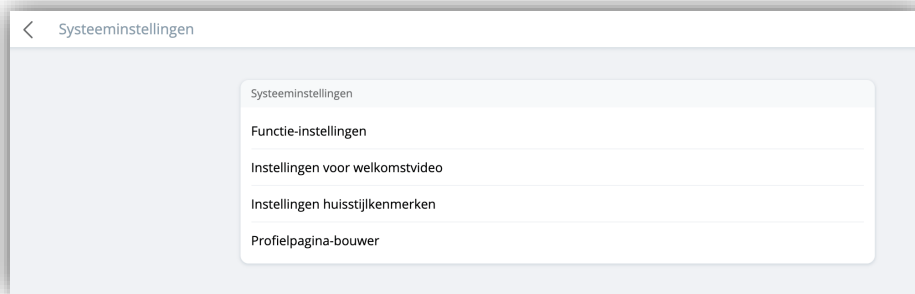 Systeeminstellingen
Systeeminstellingen
Functie-instellingen
Instellingen voor welkomstvideo
Instellingen huisstijlkenmerken
Profielpagina-bouwer